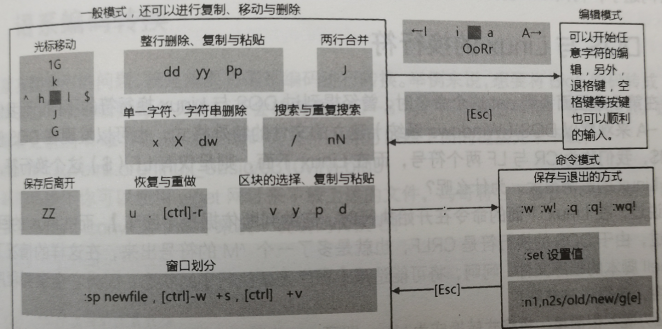 一般模式，还可以进行复制、移动与删除
光标移动
1G
k
^ h l $
J
G
整行删除、复制与粘贴
dd yy Pp
两行合并
J
单一字符、字符串删除
x X dw
搜索与重复搜索
/ nN
保存后离开
ZZ
恢复与重做
u . [ctrl]-r
区块的选择、复制与粘贴
v y p d
窗口划分
:sp newfile，[ctrl]-w +s，[ctrl] +v
←I i a A→
OoRr
[Esc]
编辑模式
可以开始任
意字符的编
辑，另外，
退格键，空
格键等按键
也可以顺利
的输入。
命令模式
:
保存与退出的方式
:w :w! :q :q! :wq!
:set 设置值
:n1,n2s/old/new/g[e]
[Esc]